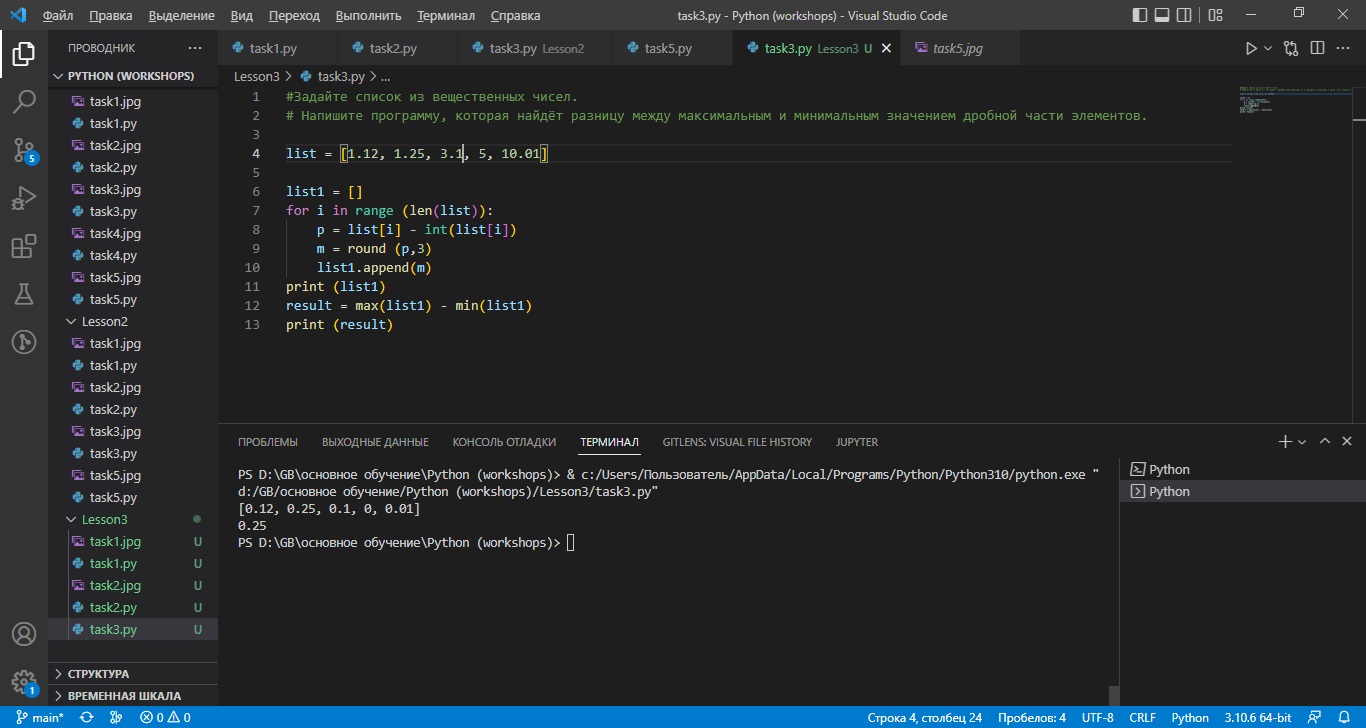 Файл Правка Выделение Вид Переход Выполнить Терминал Справка task3.py - Python (workshops) - Visual Studio Code
ПРОВОДНИК ...
PYTHON (WORKSHOPS)
task1.jpg
task1.py
task2.jpg
task2.py
task3.jpg
task3.py
task4.jpg
task4.py
task5.jpg
task5.py
Lesson2
task1.jpg
task1.py
task2.jpg
task2.py
task3.jpg
task3.py
task5.jpg
task5.py
Lesson3
task1.jpg U
task1.py U
task2.jpg U
task2.py U
task3.py U
СТРУКТУРА
ВРЕМЕННАЯ ШКАЛА
5
1
task1.py task2.py task3.py Lesson2 task5.py task3.py Lesson3 U task5.jpg
Lesson3 > task3.py > ...
1 #Задайте список из вещественных чисел.
2 # Напишите программу, которая найдёт разницу между максимальным и минимальным значением дробной части элементов.
3
4 list = [1.12, 1.25, 3.1, 5, 10.01]
5
6 list1 = []
7 for i in range (len(list)):
8 p = list[i] - int(list[i])
9 m = round (p,3)
10 list1.append(m)
11 print (list1)
12 result = max(list1) - min(list1)
13 print (result)
ПРОБЛЕМЫ ВЫХОДНЫЕ ДАННЫЕ КОНСОЛЬ ОТЛАДКИ ТЕРМИНАЛ GITLENS: VISUAL FILE HISTORY JUPYTER
PS D:\GB\основное обучение\Python (workshops)> & c:/Users/Пользователь/AppData/Local/Programs/Python/Python310/python.exe "
d:/GB/основное обучение/Python (workshops)/Lesson3/task3.py"
[0.12, 0.25, 0.1, 0, 0.01]
0.25
PS D:\GB\основное обучение\Python (workshops)>
Python
Python
main* 0 0 Строка 4, столбец 24 Пробелов: 4 UTF-8 CRLF Python 3.10.6 64-bit